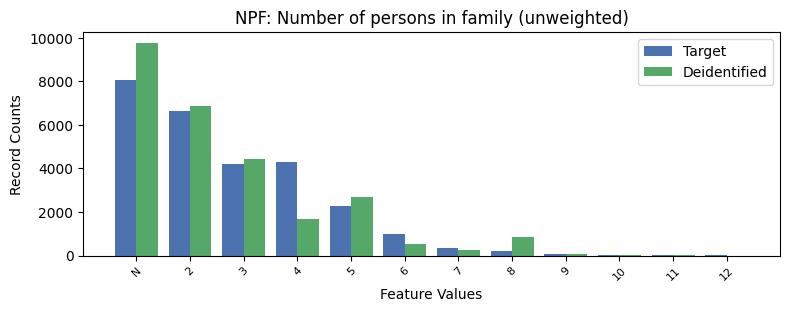 NPF: Number of persons in family (unweighted)
Target
Deidentified
10000
8000
6000
4000
2000
0
Record Counts
N 2 3 4 5 6 7 8 9 10 11 12
Feature Values